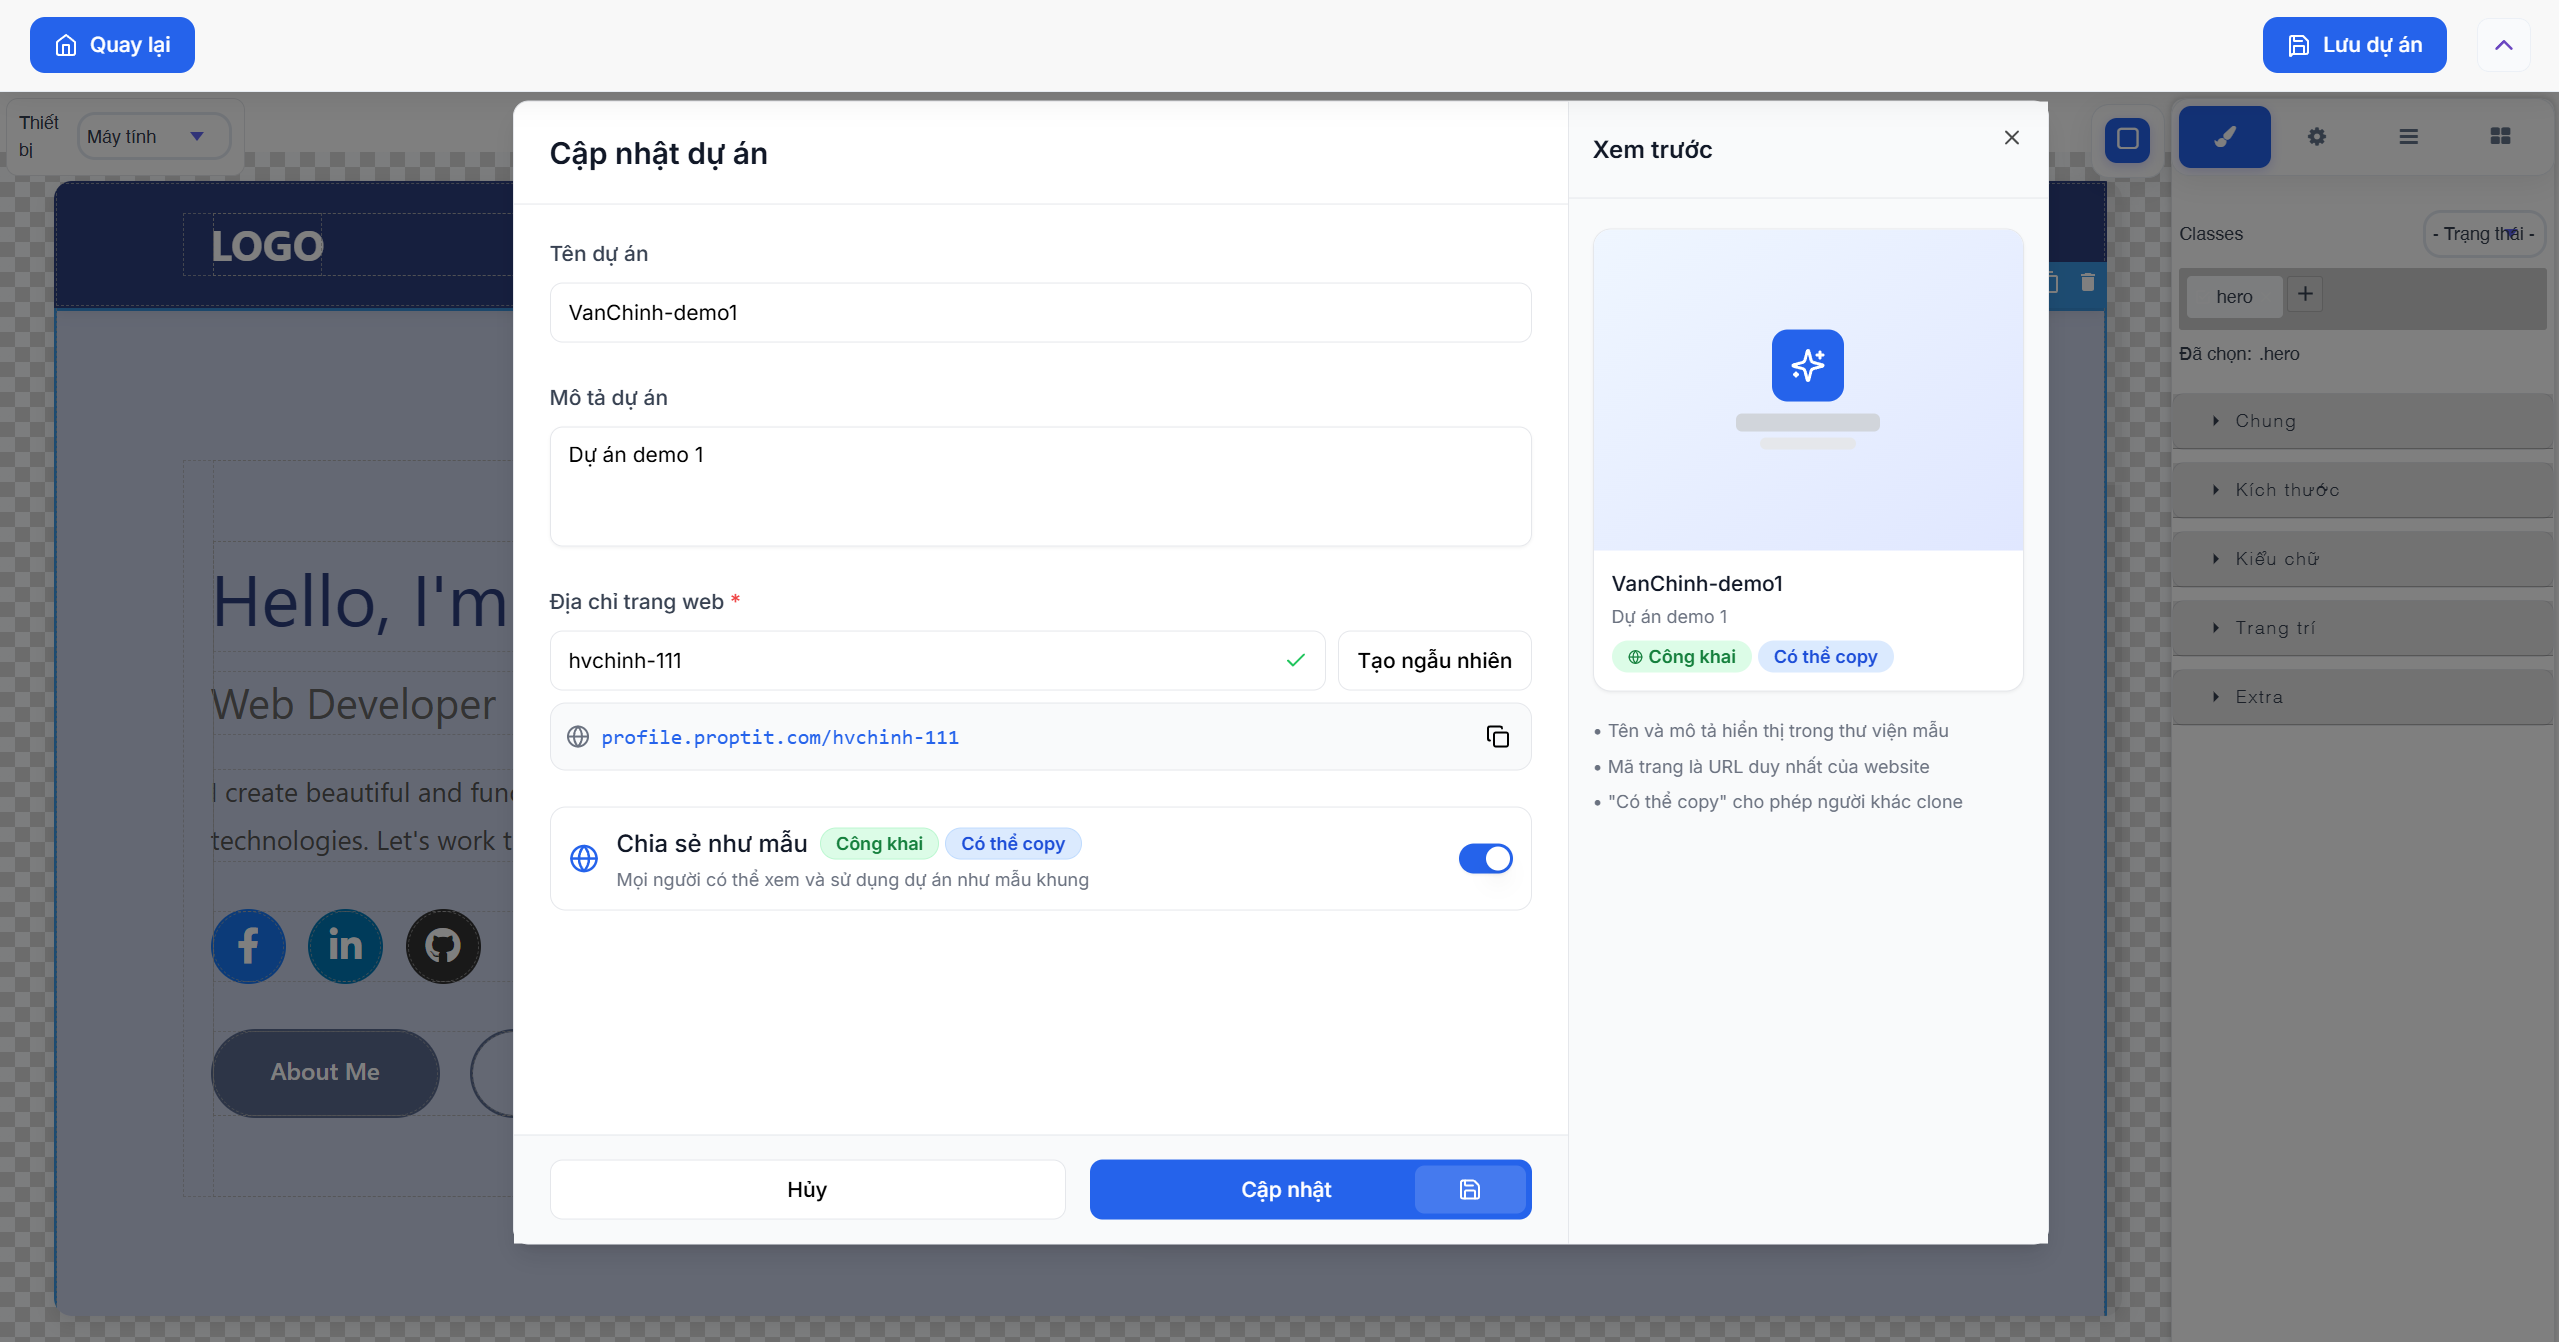 Quay lại
Lưu dự án
Thiết bị
Máy tính
LOGO
Hello, I'm
Web Developer
I create beautiful and
technologies. Let's work
About Me
Cập nhật dự án
Tên dự án
VanChinh-demo1
Mô tả dự án
Dự án demo 1
Địa chỉ trang web *
hvchinh-111
Tạo ngẫu nhiên
profile.proptit.com/hvchinh-111
Chia sẻ như mẫu Công khai Có thể copy
Mọi người có thể xem và sử dụng dự án như mẫu khung
Hủy
Cập nhật
Xem trước
VanChinh-demo1
Dự án demo 1
Công khai Có thể copy
• Tên và mô tả hiển thị trong thư viện mẫu
• Mã trang là URL duy nhất của website
• "Có thể copy" cho phép người khác clone
Classes
- Trạng thái -
hero
Đã chọn: .hero
Chung
Kích thước
Kiểu chữ
Trang trí
Extra